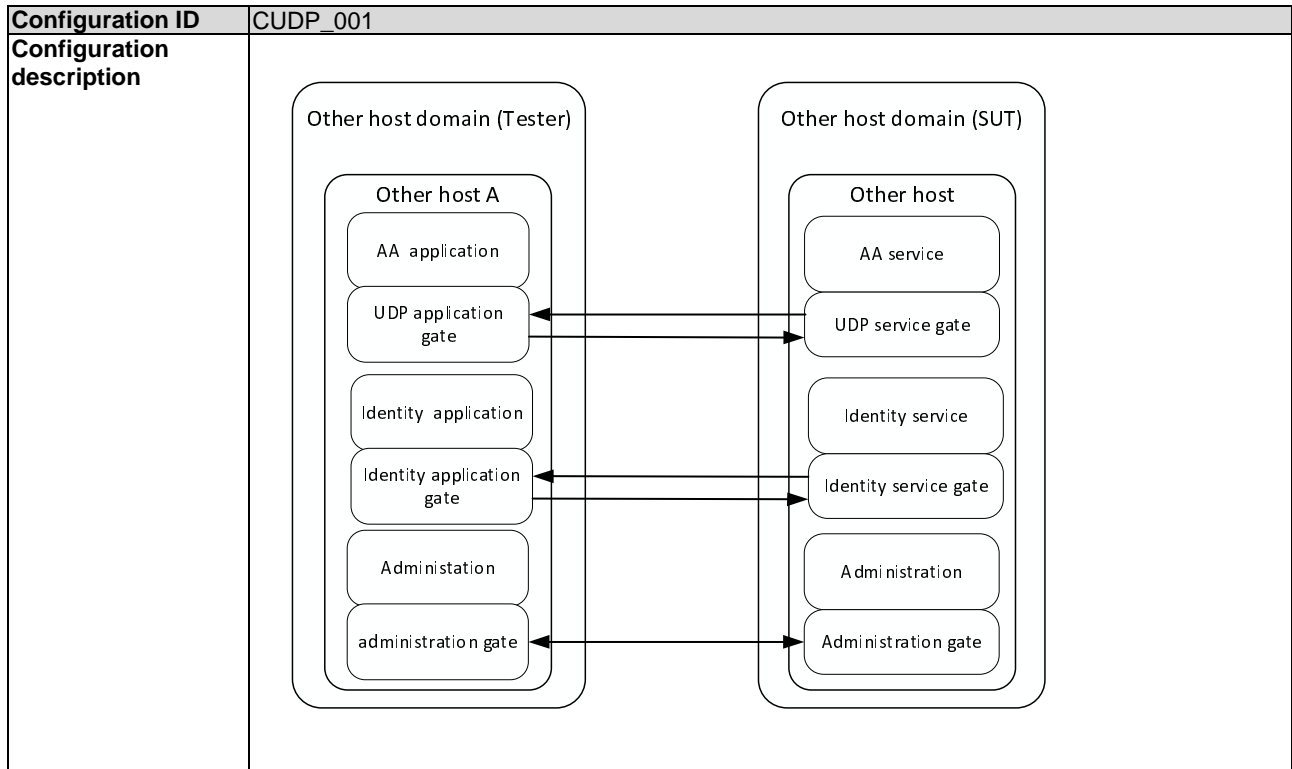 Configuration ID CUDP_001
Configuration
description
Other host domain (Tester)
Other host A
AA application
UDP application
gate
Identity application
Identity application
gate
Administation
administration gate
Other host domain (SUT)
Other host
AA service
UDP service gate
Identity service
Identity service gate
Administration
Administration gate